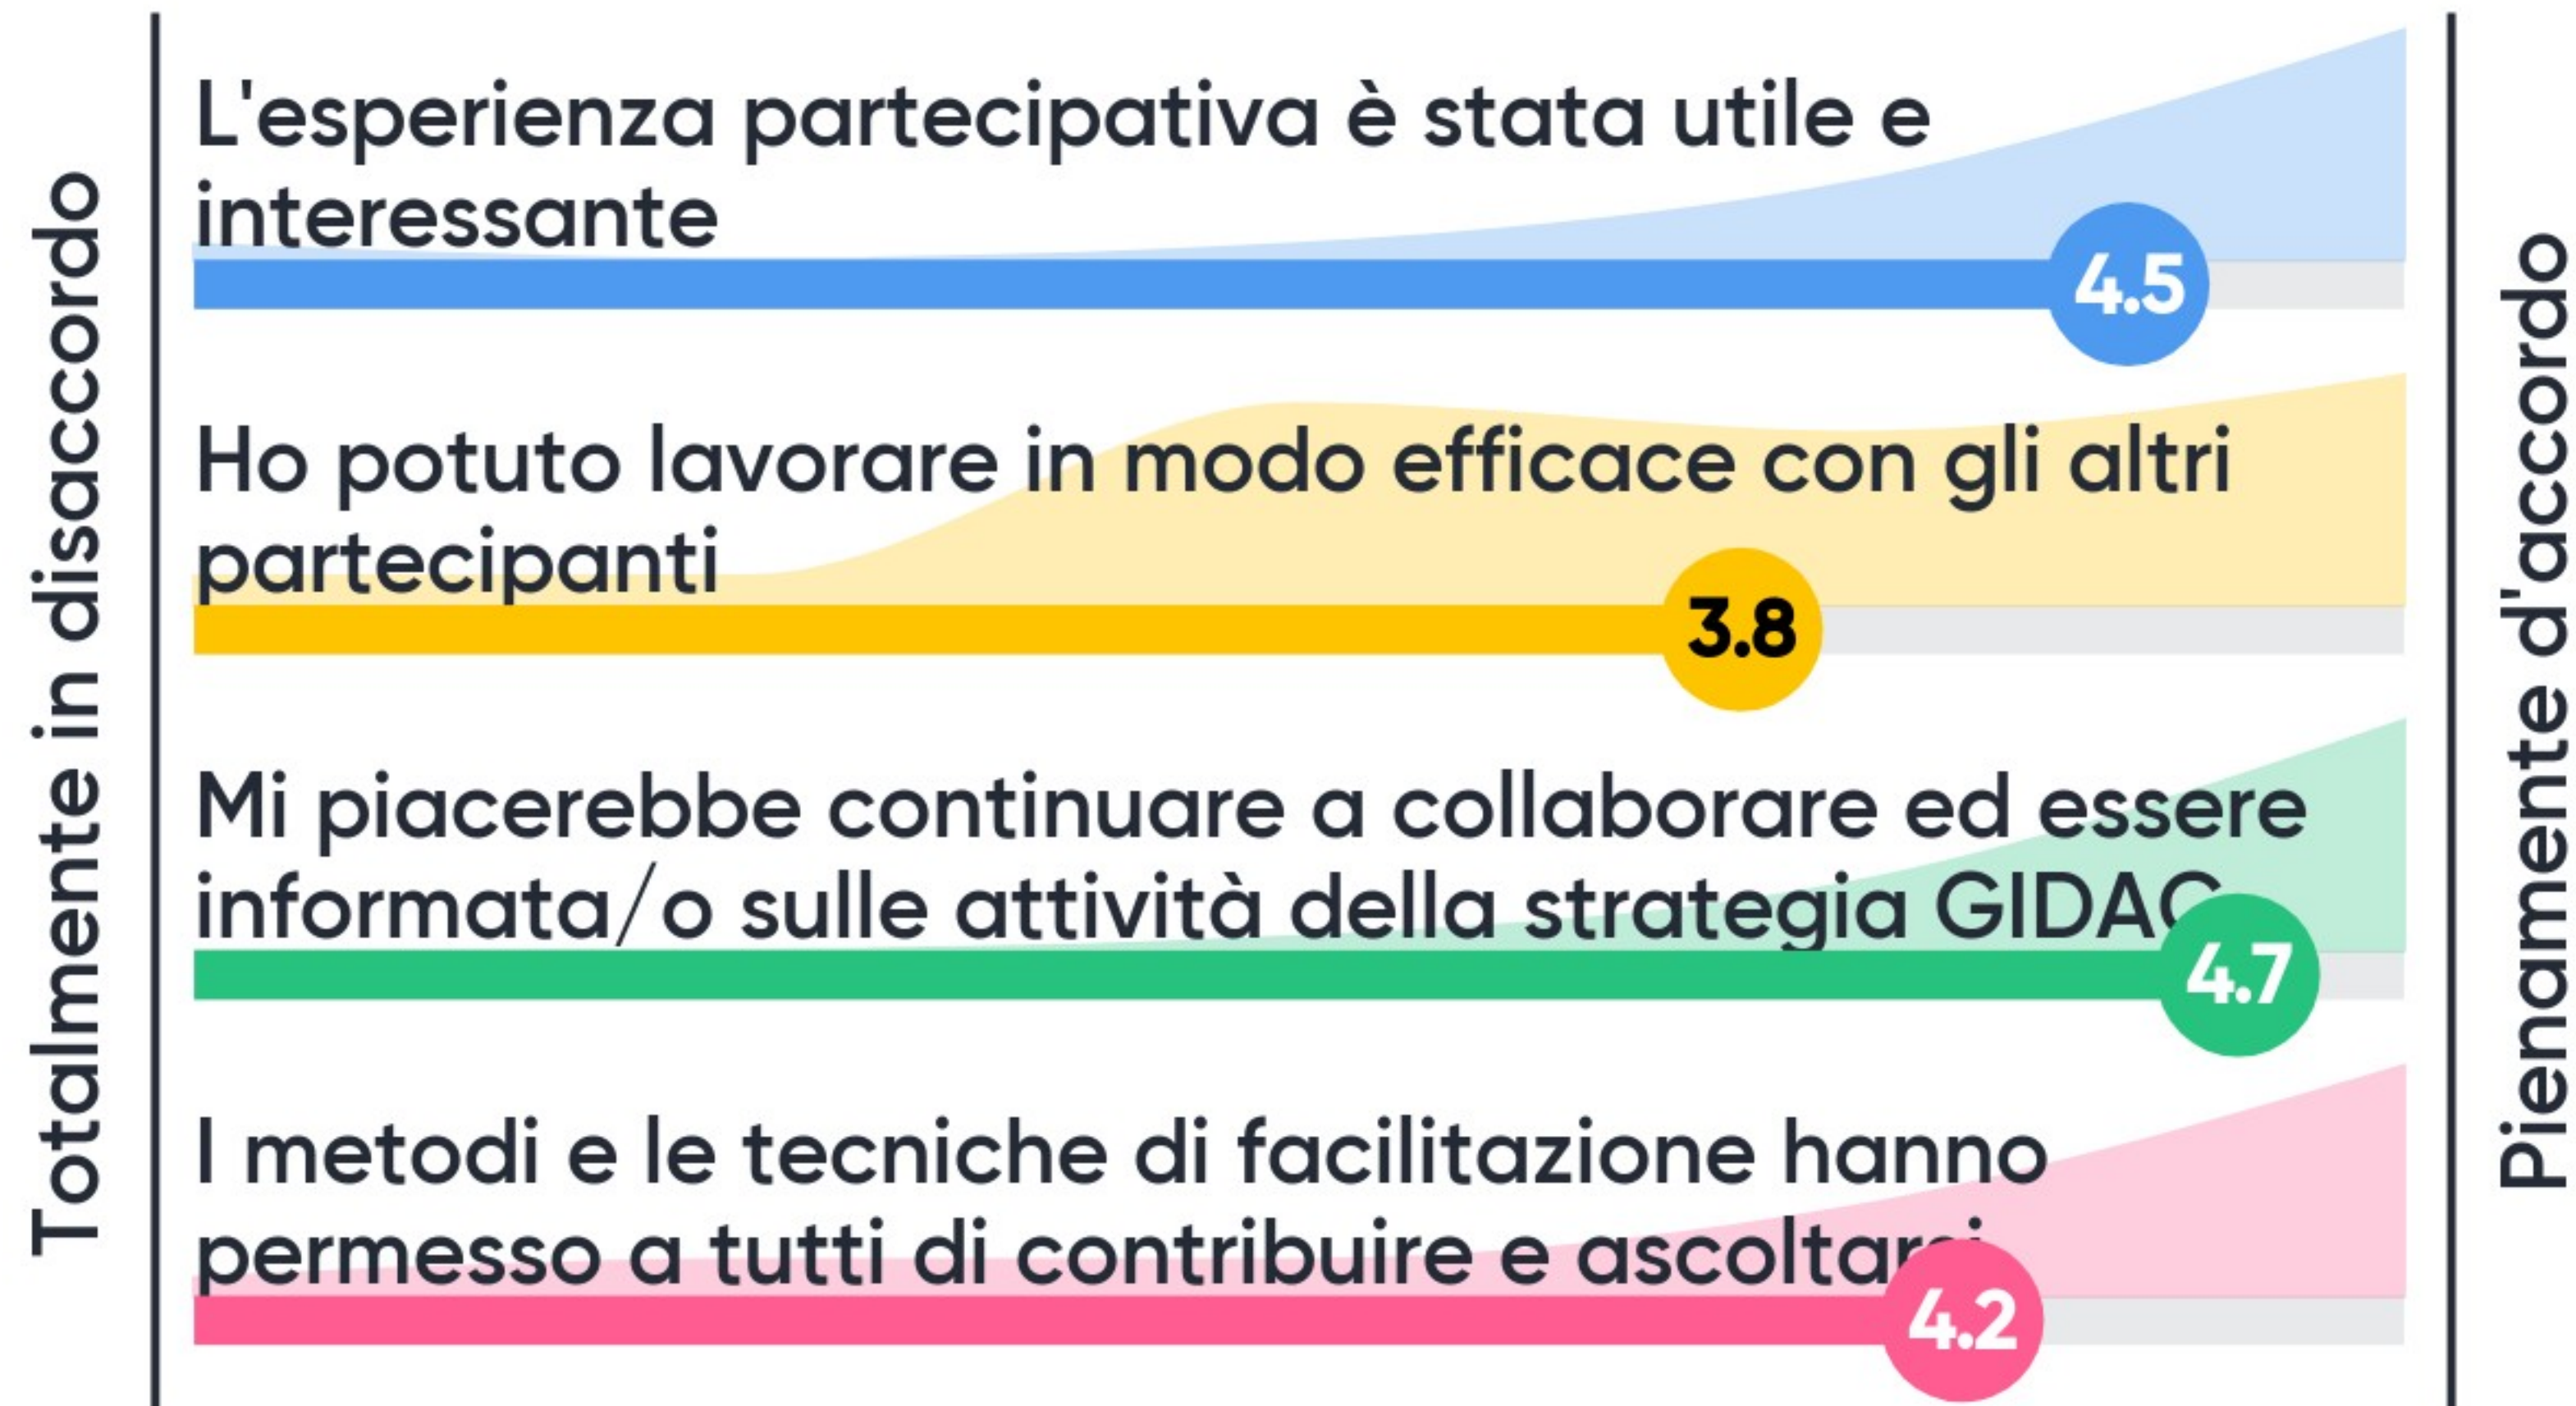 Totalmente in disaccordo
L'esperienza partecipativa è stata utile e
interessante
4.5
Ho potuto lavorare in modo efficace con gli altri
partecipanti
3.8
Mi piacerebbe continuare a collaborare ed essere
informata/o sulle attività della strategia GIDAC
4.7
I metodi e le tecniche di facilitazione hanno
permesso a tutti di contribuire e ascoltarsi
4.2
Pienamente d'accordo